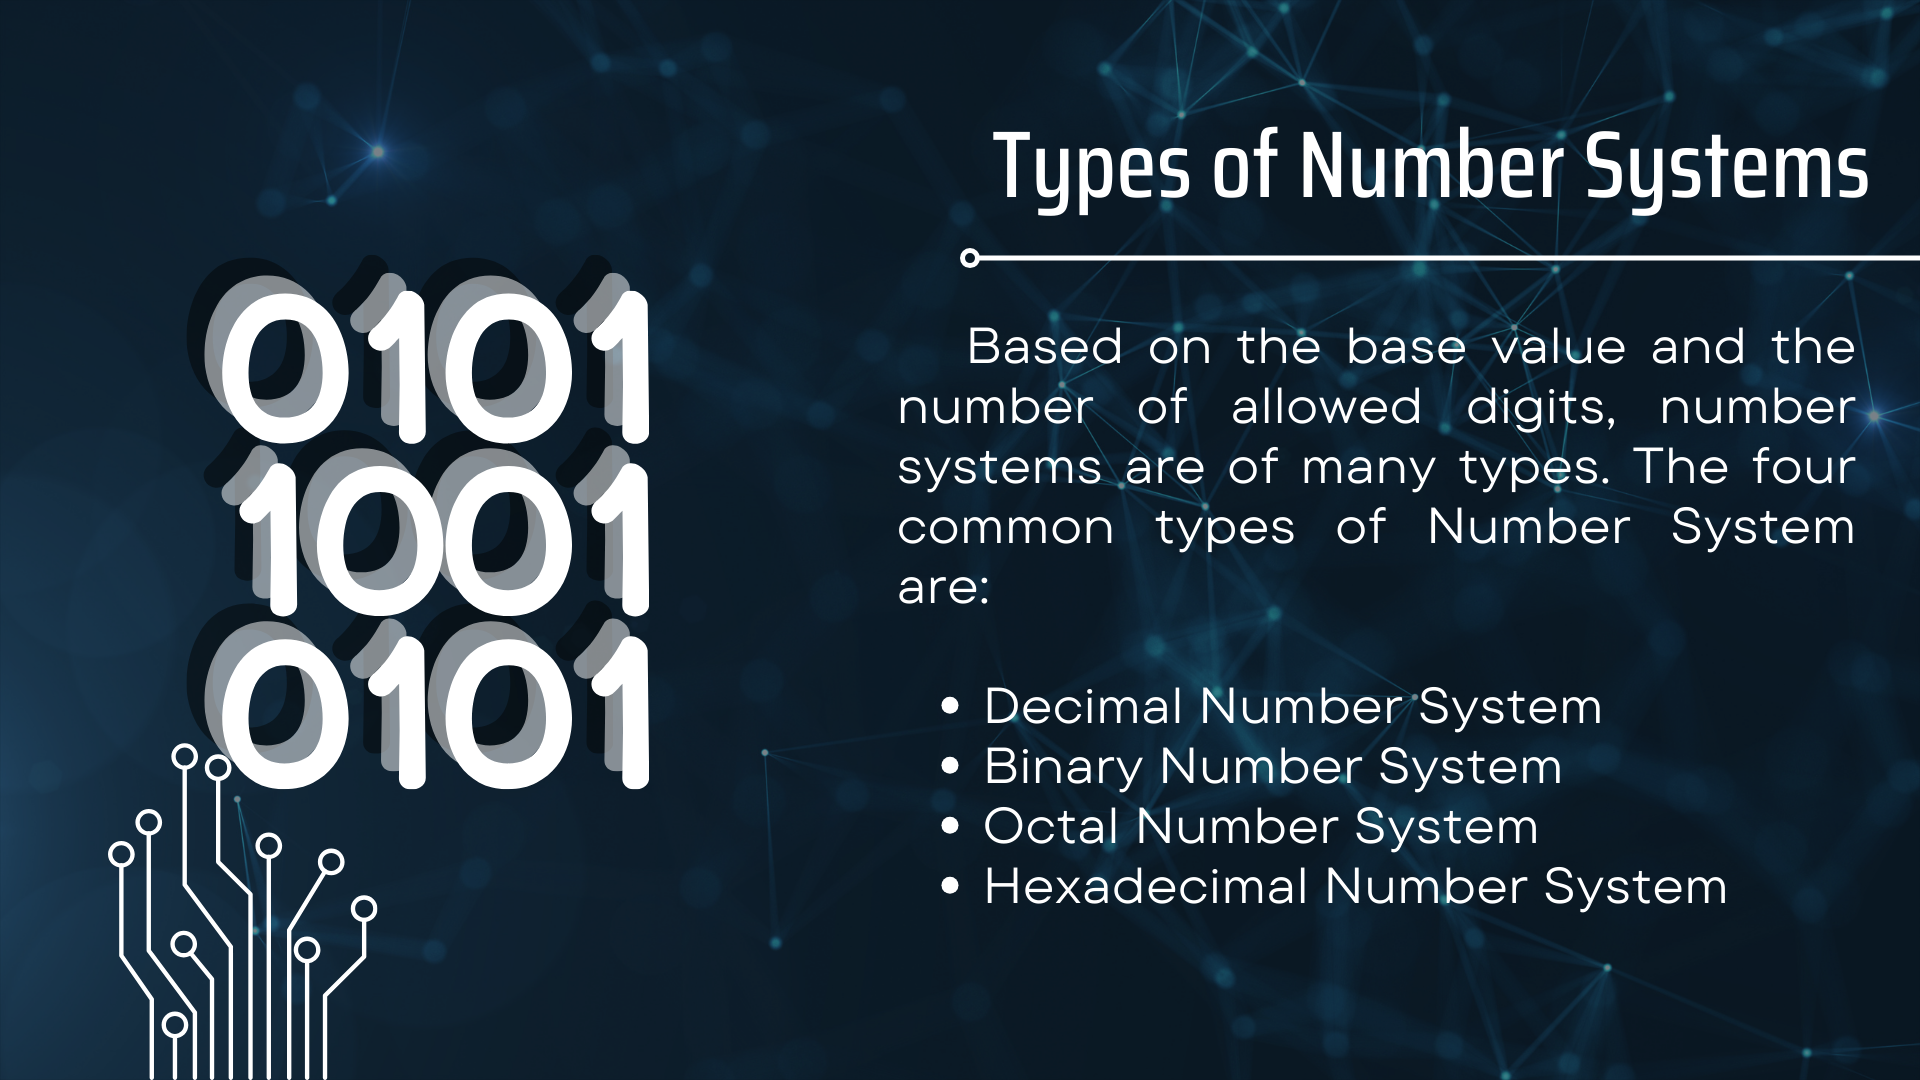 Types of Number Systems
0101
1001
0101
Based on the base value and the
number of allowed digits, number
systems are of many types. The four
common types of Number System
are:
• Decimal Number System
• Binary Number System
• Octal Number System
• Hexadecimal Number System